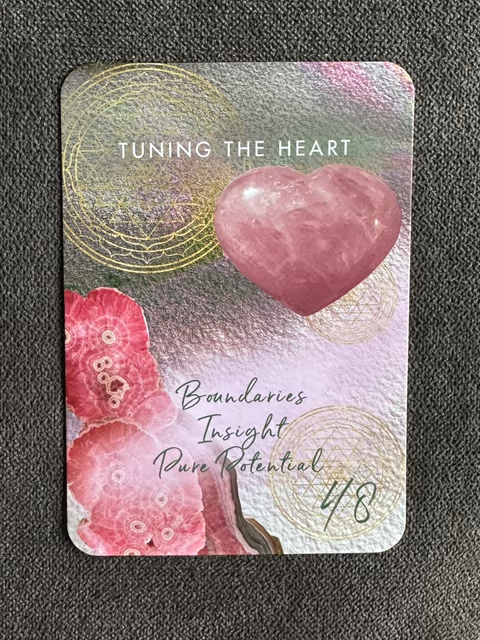 TUNING THE HEART
Boundaries
Insight
Pure Potential
48